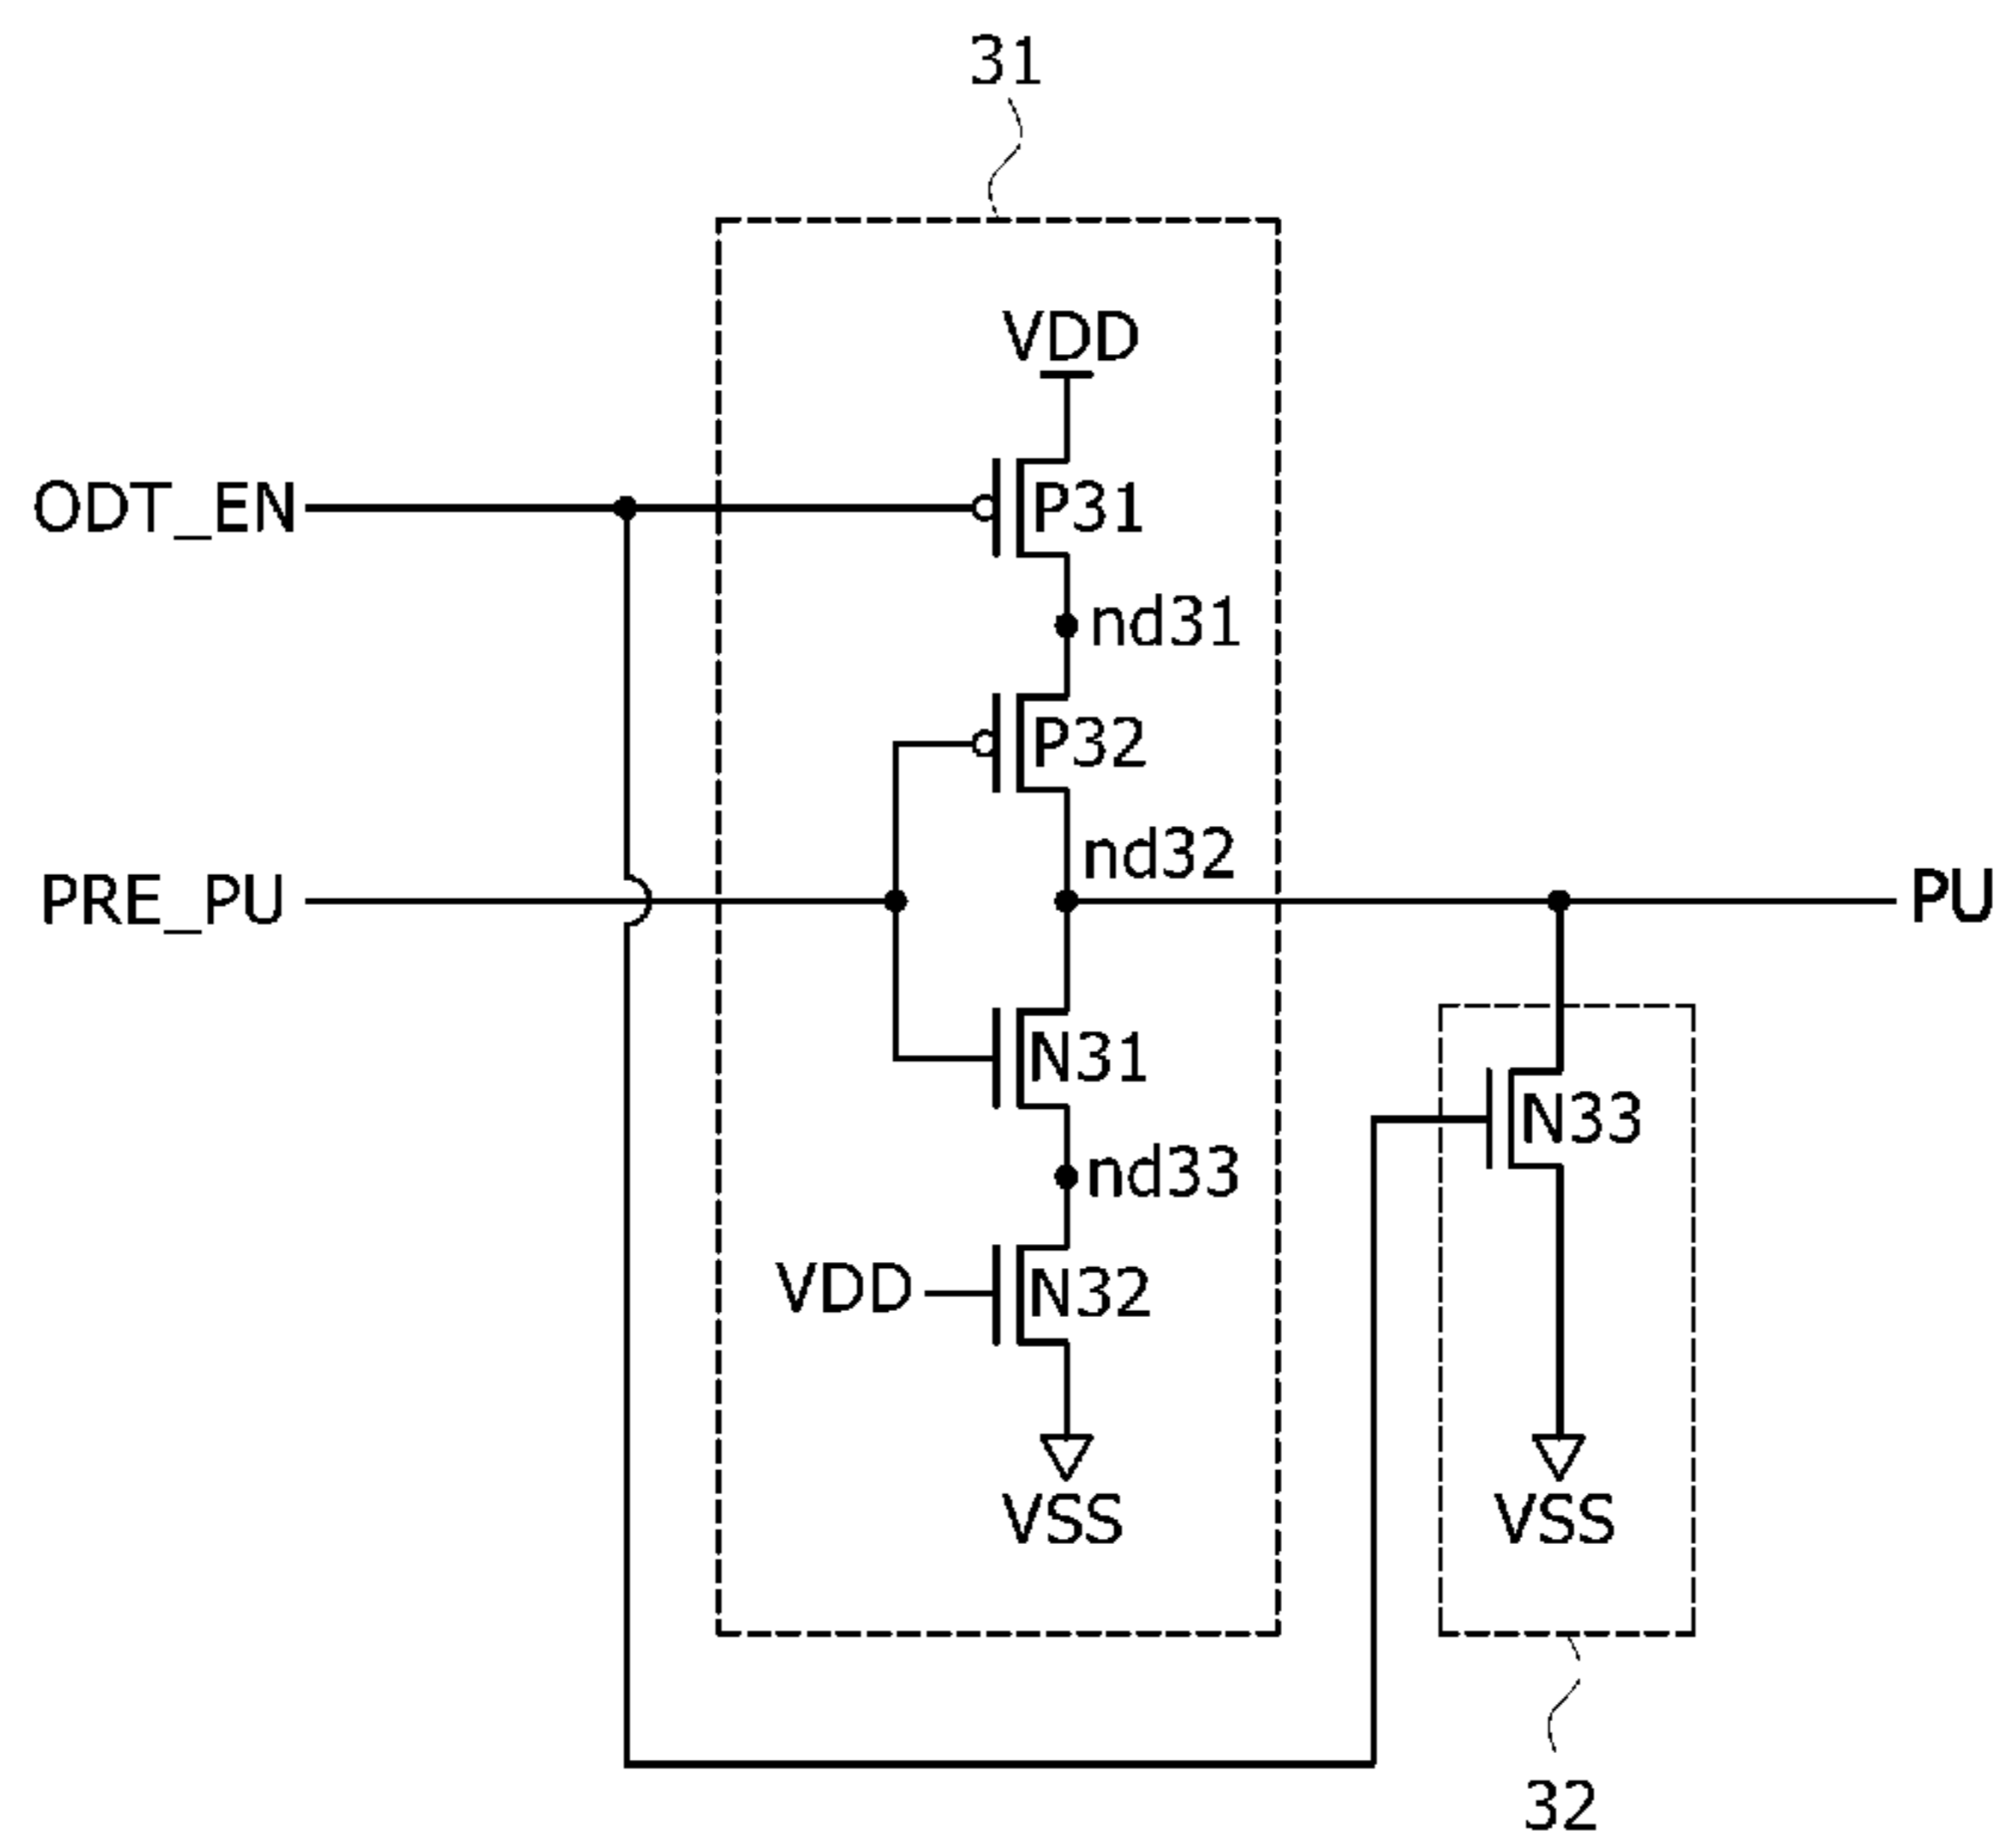 31
VDD
ODT_EN
P31
nd31
P32
nd32
PRE_PU
PU
N31
N33
nd33
VDD
N32
VSS
VSS
32